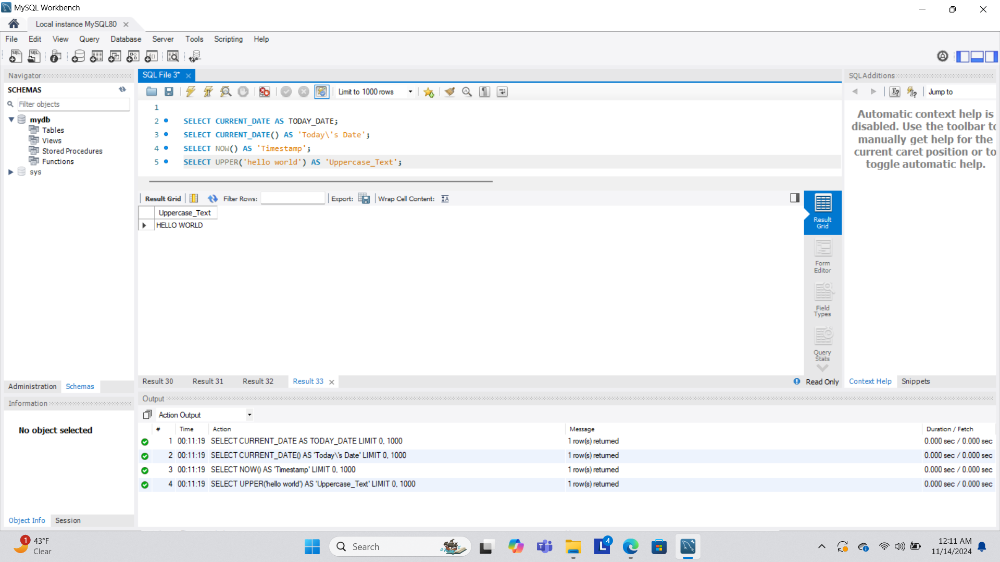 MySQL Workbench
Local instance MySQL80
File Edit View Query Database Server Tools Scripting Help
SQL SQL
Navigator
SCHEMAS
Filter objects
mydb
Tables
Views
Stored Procedures
Functions
sys
Administration Schemas
Information
No object selected
Object Info Session
SQL File 3*
Limit to 1000 rows
1
2 SELECT CURRENT_DATE AS TODAY_DATE;
3 SELECT CURRENT_DATE() AS 'Today\'s Date';
4 SELECT NOW() AS 'Timestamp';
5 SELECT UPPER('hello world') AS 'Uppercase_Text';
Result Grid Filter Rows: Export: Wrap Cell Content:
Uppercase_Text
HELLO WORLD
Result Grid
Form Editor
Field Types
Query Stats
Result 30 Result 31 Result 32 Result 33 Read Only
SQLAdditions
Jump to
Automatic context help is
disabled. Use the toolbar to
manually get help for the
current caret position or to
toggle automatic help.
Context Help Snippets
Output
Action Output
# Time Action Message Duration / Fetch
1 00:11:19 SELECT CURRENT_DATE AS TODAY_DATE LIMIT 0, 1000 1 row(s) returned 0.000 sec / 0.000 sec
2 00:11:19 SELECT CURRENT_DATE() AS 'Today\'s Date' LIMIT 0, 1000 1 row(s) returned 0.000 sec / 0.000 sec
3 00:11:19 SELECT NOW() AS 'Timestamp' LIMIT 0, 1000 1 row(s) returned 0.000 sec / 0.000 sec
4 00:11:19 SELECT UPPER('hello world') AS 'Uppercase_Text' LIMIT 0, 1000 1 row(s) returned 0.000 sec / 0.000 sec
1 43°F
Clear
Search
4
12:11 AM
11/14/2024